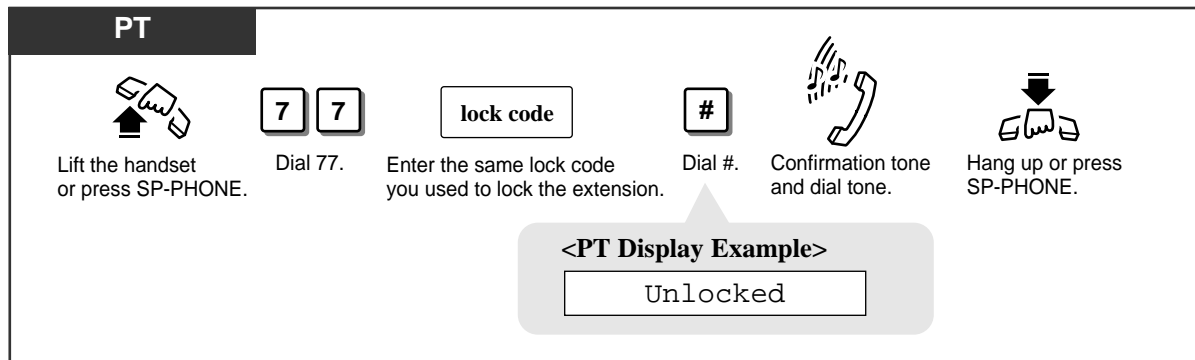 PT
7 7
lock code
#
Lift the handset
or press SP-PHONE.
Dial 77.
Enter the same lock code
you used to lock the extension.
Dial #.
Confirmation tone
and dial tone.
Hang up or press
SP-PHONE.
<PT Display Example>
Unlocked